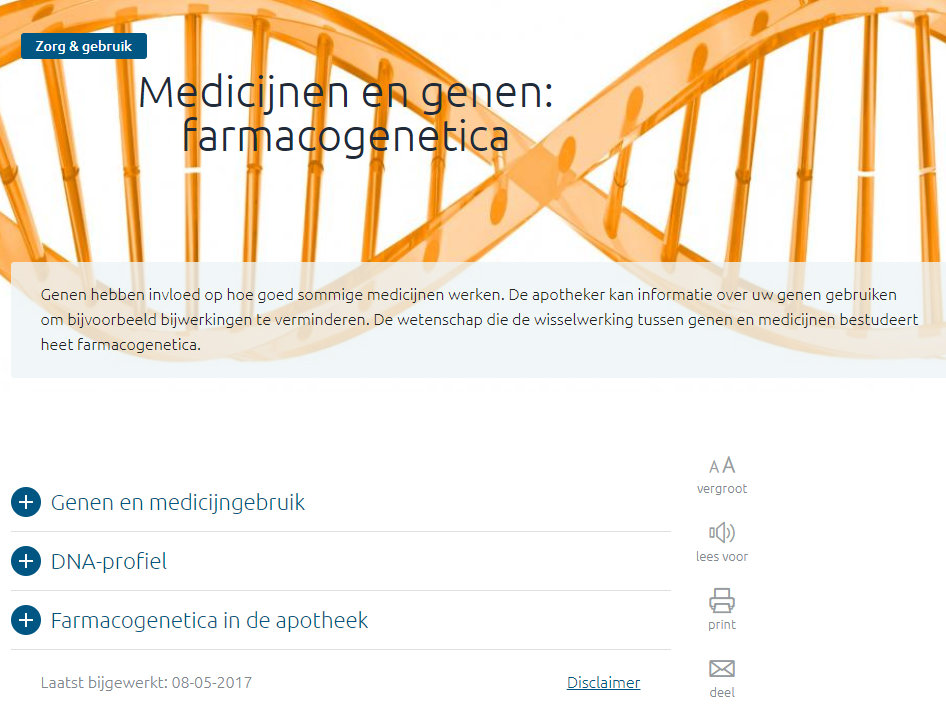 Zorg & gebruik
Medicijnen en genen:
farmacogenetica
Genen hebben invloed op hoe goed sommige medicijnen werken. De apotheker kan informatie over uw genen gebruiken
om bijvoorbeeld bijwerkingen te verminderen. De wetenschap die de wisselwerking tussen genen en medicijnen bestudeert
heet farmacogenetica.
Genen en medicijngebruik
DNA-profiel
Farmacogenetica in de apotheek
Laatst bijgewerkt: 08-05-2017
Disclaimer
A A
vergroot
lees voor
print
deel